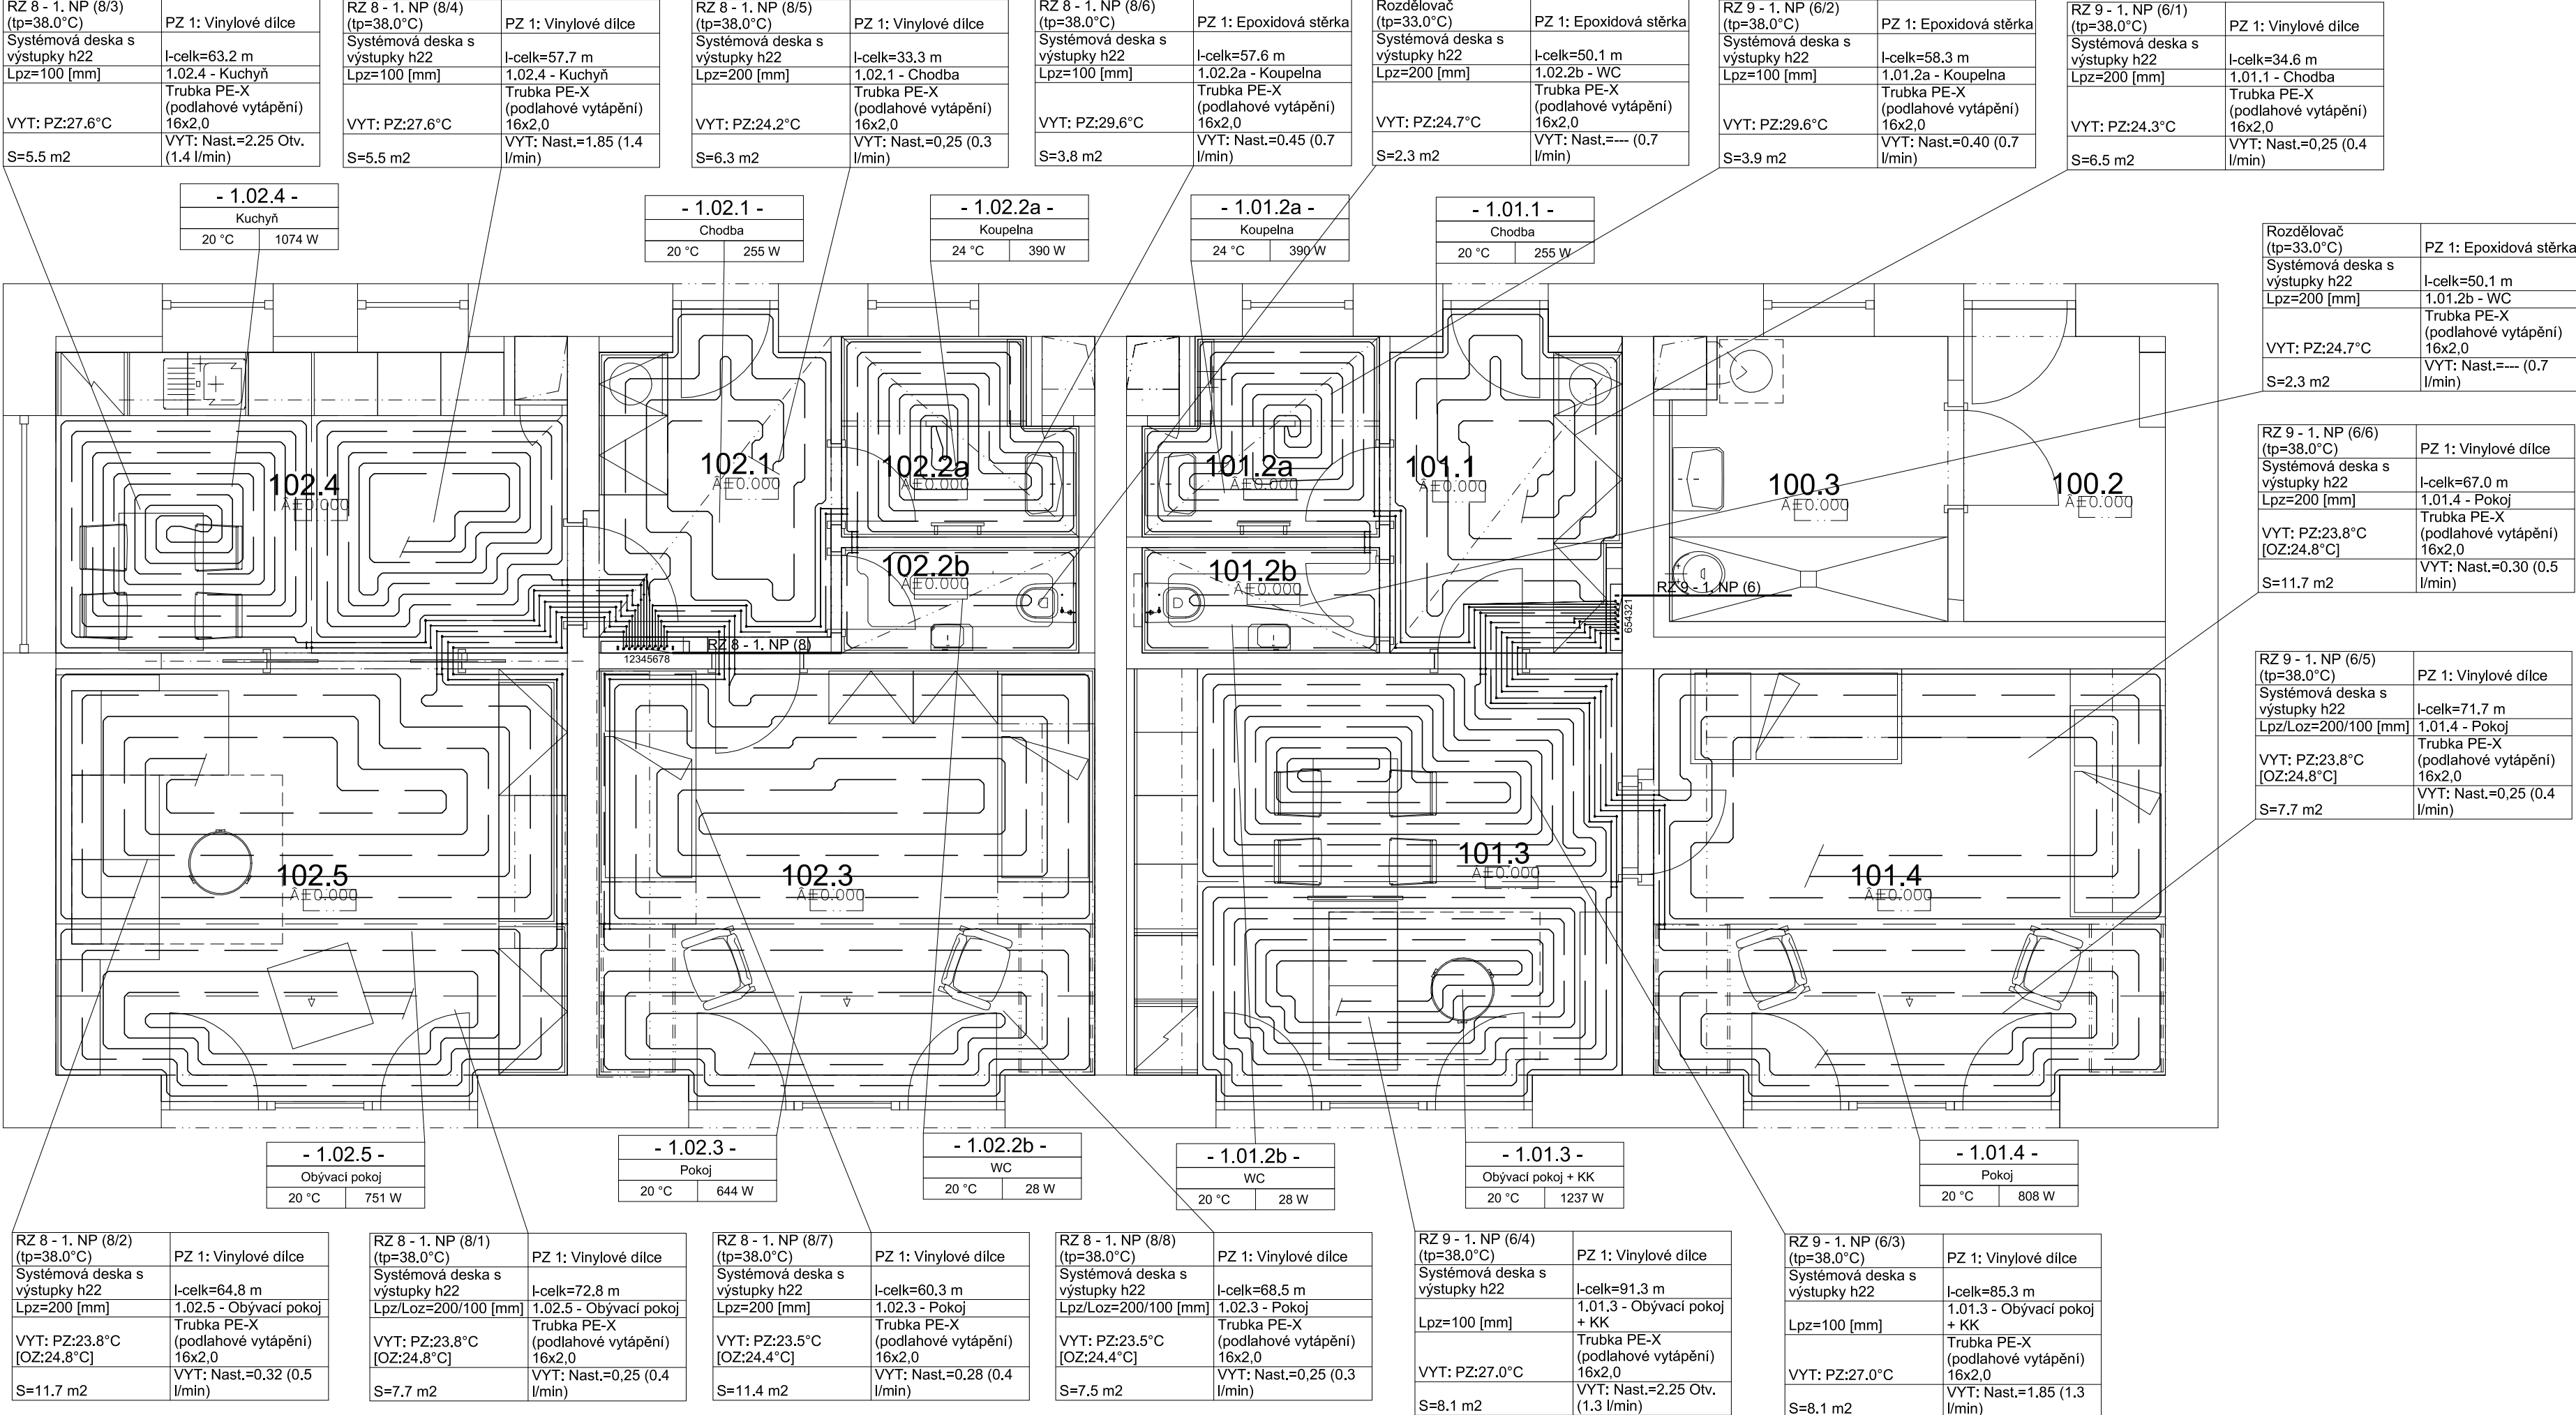 RZ 8 - 1. NP (8/3)
(tp=38.0°C)
PZ 1: Vinylové dílce
Systémová deska s
výstupky h22
l-celk=63.2 m
Lpz=100 [mm]
1.02.4 - Kuchyň
VYT: PZ:27.6°C
Trubka PE-X
(podlahové vytápění)
16x2,0
S=5.5 m2
VYT: Nast.=2.25 Otv.
(1.4 l/min)
RZ 8 - 1. NP (8/4)
(tp=38.0°C)
PZ 1: Vinylové dílce
Systémová deska s
výstupky h22
l-celk=57.7 m
Lpz=100 [mm]
1.02.4 - Kuchyň
VYT: PZ:27.6°C
Trubka PE-X
(podlahové vytápění)
16x2,0
S=5.5 m2
VYT: Nast.=1.85 (1.4
l/min)
RZ 8 - 1. NP (8/5)
(tp=38.0°C)
PZ 1: Vinylové dílce
Systémová deska s
výstupky h22
l-celk=33.3 m
Lpz=200 [mm]
1.02.1 - Chodba
VYT: PZ:24.2°C
Trubka PE-X
(podlahové vytápění)
16x2,0
S=6.3 m2
VYT: Nast.=0,25 (0.3
l/min)
RZ 8 - 1. NP (8/6)
(tp=38.0°C)
PZ 1: Epoxidová stěrka
Systémová deska s
výstupky h22
l-celk=57.6 m
Lpz=100 [mm]
1.02.2a - Koupelna
VYT: PZ:29.6°C
Trubka PE-X
(podlahové vytápění)
16x2,0
S=3.8 m2
VYT: Nast.=0.45 (0.7
l/min)
Rozdělovač
(tp=33.0°C)
PZ 1: Epoxidová stěrka
Systémová deska s
výstupky h22
l-celk=50.1 m
Lpz=200 [mm]
1.02.2b - WC
VYT: PZ:24.7°C
Trubka PE-X
(podlahové vytápění)
16x2,0
S=2.3 m2
VYT: Nast.=--- (0.7
l/min)
RZ 9 - 1. NP (6/2)
(tp=38.0°C)
PZ 1: Epoxidová stěrka
Systémová deska s
výstupky h22
l-celk=58.3 m
Lpz=100 [mm]
1.01.2a - Koupelna
VYT: PZ:29.6°C
Trubka PE-X
(podlahové vytápění)
16x2,0
S=3.9 m2
VYT: Nast.=0.40 (0.7
l/min)
RZ 9 - 1. NP (6/1)
(tp=38.0°C)
PZ 1: Vinylové dílce
Systémová deska s
výstupky h22
l-celk=34.6 m
Lpz=200 [mm]
1.01.1 - Chodba
VYT: PZ:24.3°C
Trubka PE-X
(podlahové vytápění)
16x2,0
S=6.5 m2
VYT: Nast.=0,25 (0.4
l/min)
- 1.02.4 -
Kuchyň
20 °C 1074 W
- 1.02.1 -
Chodba
20 °C 255 W
- 1.02.2a -
Koupelna
24 °C 390 W
- 1.01.2a -
Koupelna
24 °C 390 W
- 1.01.1 -
Chodba
20 °C 255 W
Rozdělovač
(tp=33.0°C)
PZ 1: Epoxidová stěrka
Systémová deska s
výstupky h22
l-celk=50.1 m
Lpz=200 [mm]
1.01.2b - WC
VYT: PZ:24.7°C
Trubka PE-X
(podlahové vytápění)
16x2,0
S=2.3 m2
VYT: Nast.=--- (0.7
l/min)
RZ 9 - 1. NP (6/6)
(tp=38.0°C)
PZ 1: Vinylové dílce
Systémová deska s
výstupky h22
l-celk=67.0 m
Lpz=200 [mm]
1.01.4 - Pokoj
VYT: PZ:23.8°C
[OZ:24.8°C]
Trubka PE-X
(podlahové vytápění)
16x2,0
S=11.7 m2
VYT: Nast.=0.30 (0.5
l/min)
RZ 9 - 1. NP (6/5)
(tp=38.0°C)
PZ 1: Vinylové dílce
Systémová deska s
výstupky h22
l-celk=71.7 m
Lpz/Loz=200/100 [mm]
1.01.4 - Pokoj
VYT: PZ:23.8°C
[OZ:24.8°C]
Trubka PE-X
(podlahové vytápění)
16x2,0
S=7.7 m2
VYT: Nast.=0,25 (0.4
l/min)
102.4
Â±0.000
102.1
Â±0.000
102.2a
Â±0.000
101.2a
Â±0.000
101.1
Â±0.000
100.3
Â±0.000
100.2
Â±0.000
102.2b
Â±0.000
101.2b
Â±0.000
RZ 9 - 1. NP (6)
654321
RZ 8 - 1. NP (8)
12345678
102.5
Â±0.000
102.3
Â±0.000
101.3
Â±0.000
101.4
Â±0.000
- 1.02.5 -
Obývací pokoj
20 °C 751 W
- 1.02.3 -
Pokoj
20 °C 644 W
- 1.02.2b -
WC
20 °C 28 W
- 1.01.2b -
WC
20 °C 28 W
- 1.01.3 -
Obývací pokoj + KK
20 °C 1237 W
- 1.01.4 -
Pokoj
20 °C 808 W
RZ 8 - 1. NP (8/2)
(tp=38.0°C)
PZ 1: Vinylové dílce
Systémová deska s
výstupky h22
l-celk=64.8 m
Lpz=200 [mm]
1.02.5 - Obývací pokoj
VYT: PZ:23.8°C
[OZ:24.8°C]
Trubka PE-X
(podlahové vytápění)
16x2,0
S=11.7 m2
VYT: Nast.=0.32 (0.5
l/min)
RZ 8 - 1. NP (8/1)
(tp=38.0°C)
PZ 1: Vinylové dílce
Systémová deska s
výstupky h22
l-celk=72.8 m
Lpz/Loz=200/100 [mm]
1.02.5 - Obývací pokoj
VYT: PZ:23.8°C
[OZ:24.8°C]
Trubka PE-X
(podlahové vytápění)
16x2,0
S=7.7 m2
VYT: Nast.=0,25 (0.4
l/min)
RZ 8 - 1. NP (8/7)
(tp=38.0°C)
PZ 1: Vinylové dílce
Systémová deska s
výstupky h22
l-celk=60.3 m
Lpz=200 [mm]
1.02.3 - Pokoj
VYT: PZ:23.5°C
[OZ:24.4°C]
Trubka PE-X
(podlahové vytápění)
16x2,0
S=11.4 m2
VYT: Nast.=0.28 (0.4
l/min)
RZ 8 - 1. NP (8/8)
(tp=38.0°C)
PZ 1: Vinylové dílce
Systémová deska s
výstupky h22
l-celk=68.5 m
Lpz/Loz=200/100 [mm]
1.02.3 - Pokoj
VYT: PZ:23.5°C
[OZ:24.4°C]
Trubka PE-X
(podlahové vytápění)
16x2,0
S=7.5 m2
VYT: Nast.=0,25 (0.3
l/min)
RZ 9 - 1. NP (6/4)
(tp=38.0°C)
PZ 1: Vinylové dílce
Systémová deska s
výstupky h22
l-celk=91.3 m
Lpz=100 [mm]
1.01.3 - Obývací pokoj
+ KK
VYT: PZ:27.0°C
Trubka PE-X
(podlahové vytápění)
16x2,0
S=8.1 m2
VYT: Nast.=2.25 Otv.
(1.3 l/min)
RZ 9 - 1. NP (6/3)
(tp=38.0°C)
PZ 1: Vinylové dílce
Systémová deska s
výstupky h22
l-celk=85.3 m
Lpz=100 [mm]
1.01.3 - Obývací pokoj
+ KK
VYT: PZ:27.0°C
Trubka PE-X
(podlahové vytápění)
16x2,0
S=8.1 m2
VYT: Nast.=1.85 (1.3
l/min)